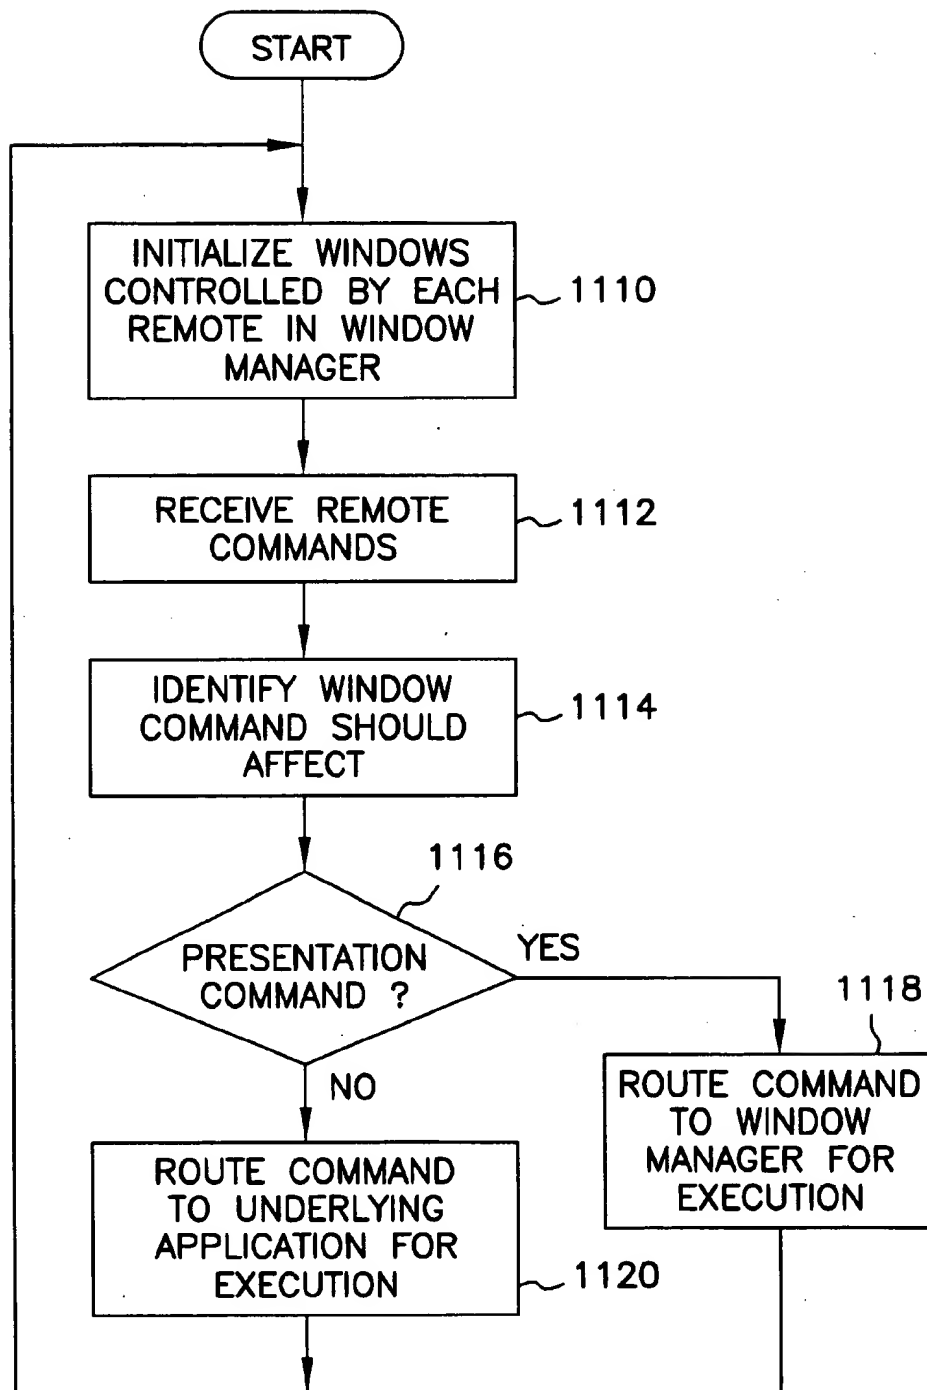 START
INITIALIZE WINDOWS
CONTROLLED BY EACH
REMOTE IN WINDOW
MANAGER
1110
RECEIVE REMOTE
COMMANDS
1112
IDENTIFY WINDOW
COMMAND SHOULD
AFFECT
1114
1116
PRESENTATION
COMMAND ?
YES
NO
1118
ROUTE COMMAND
TO WINDOW
MANAGER FOR
EXECUTION
ROUTE COMMAND
TO UNDERLYING
APPLICATION FOR
EXECUTION
1120